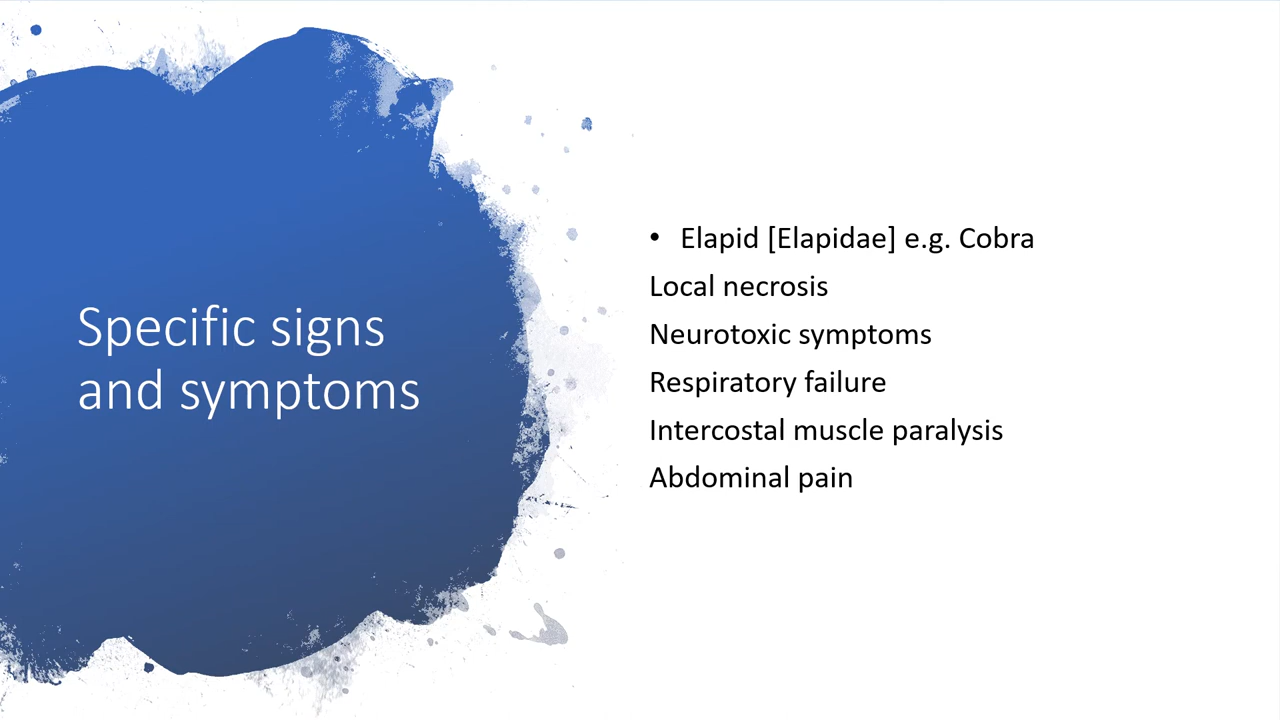 Specific signs
and symptoms
• Elapid [Elapidae] e.g. Cobra
Local necrosis
Neurotoxic symptoms
Respiratory failure
Intercostal muscle paralysis
Abdominal pain